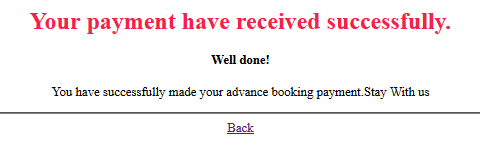 Your payment have received successfully.
Well done!
You have successfully made your advance booking payment.Stay With us
Back